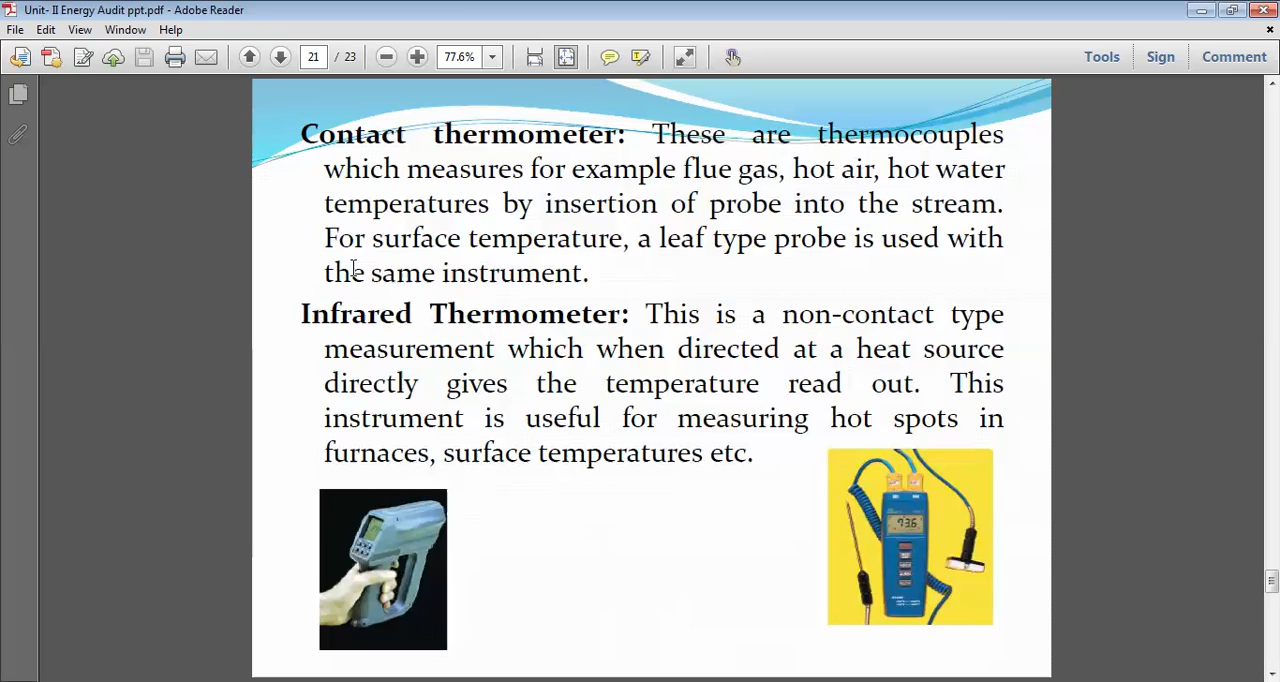 Unit- II Energy Audit ppt.pdf - Adobe Reader
File Edit View Window Help
21 / 23 77.6% Tools Sign Comment
Contact thermometer: These are thermocouples
which measures for example flue gas, hot air, hot water
temperatures by insertion of probe into the stream.
For surface temperature, a leaf type probe is used with
the same instrument.
Infrared Thermometer: This is a non-contact type
measurement which when directed at a heat source
directly gives the temperature read out. This
instrument is useful for measuring hot spots in
furnaces, surface temperatures etc.
73.6